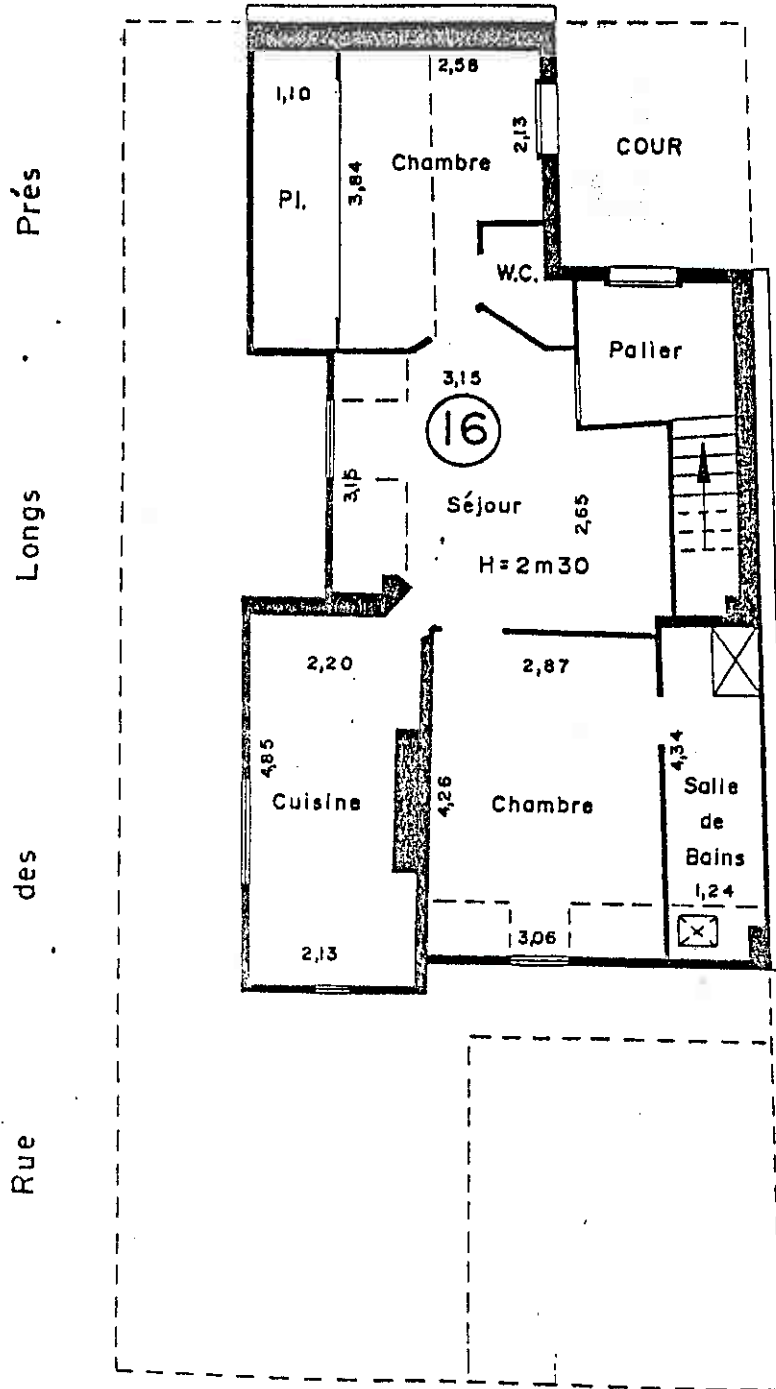 Rue des Longs Prés
1,10
2,58
2,13
COUR
Chambre
3,84
Pl.
W.C.
Palier
3,15
16
3,15
Séjour
2,65
H=2m30
2,20
2,87
4,85
4,26
4,34
Cuisine
Chambre
Salle
de
Bains
1,24
2,13
3,06